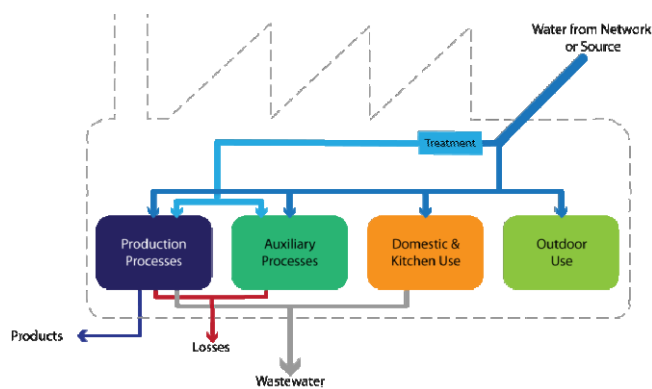 Water from Network
or Source
Treatment
Production
Processes
Auxiliary
Processes
Domestic &
Kitchen Use
Outdoor
Use
Products
Losses
Wastewater